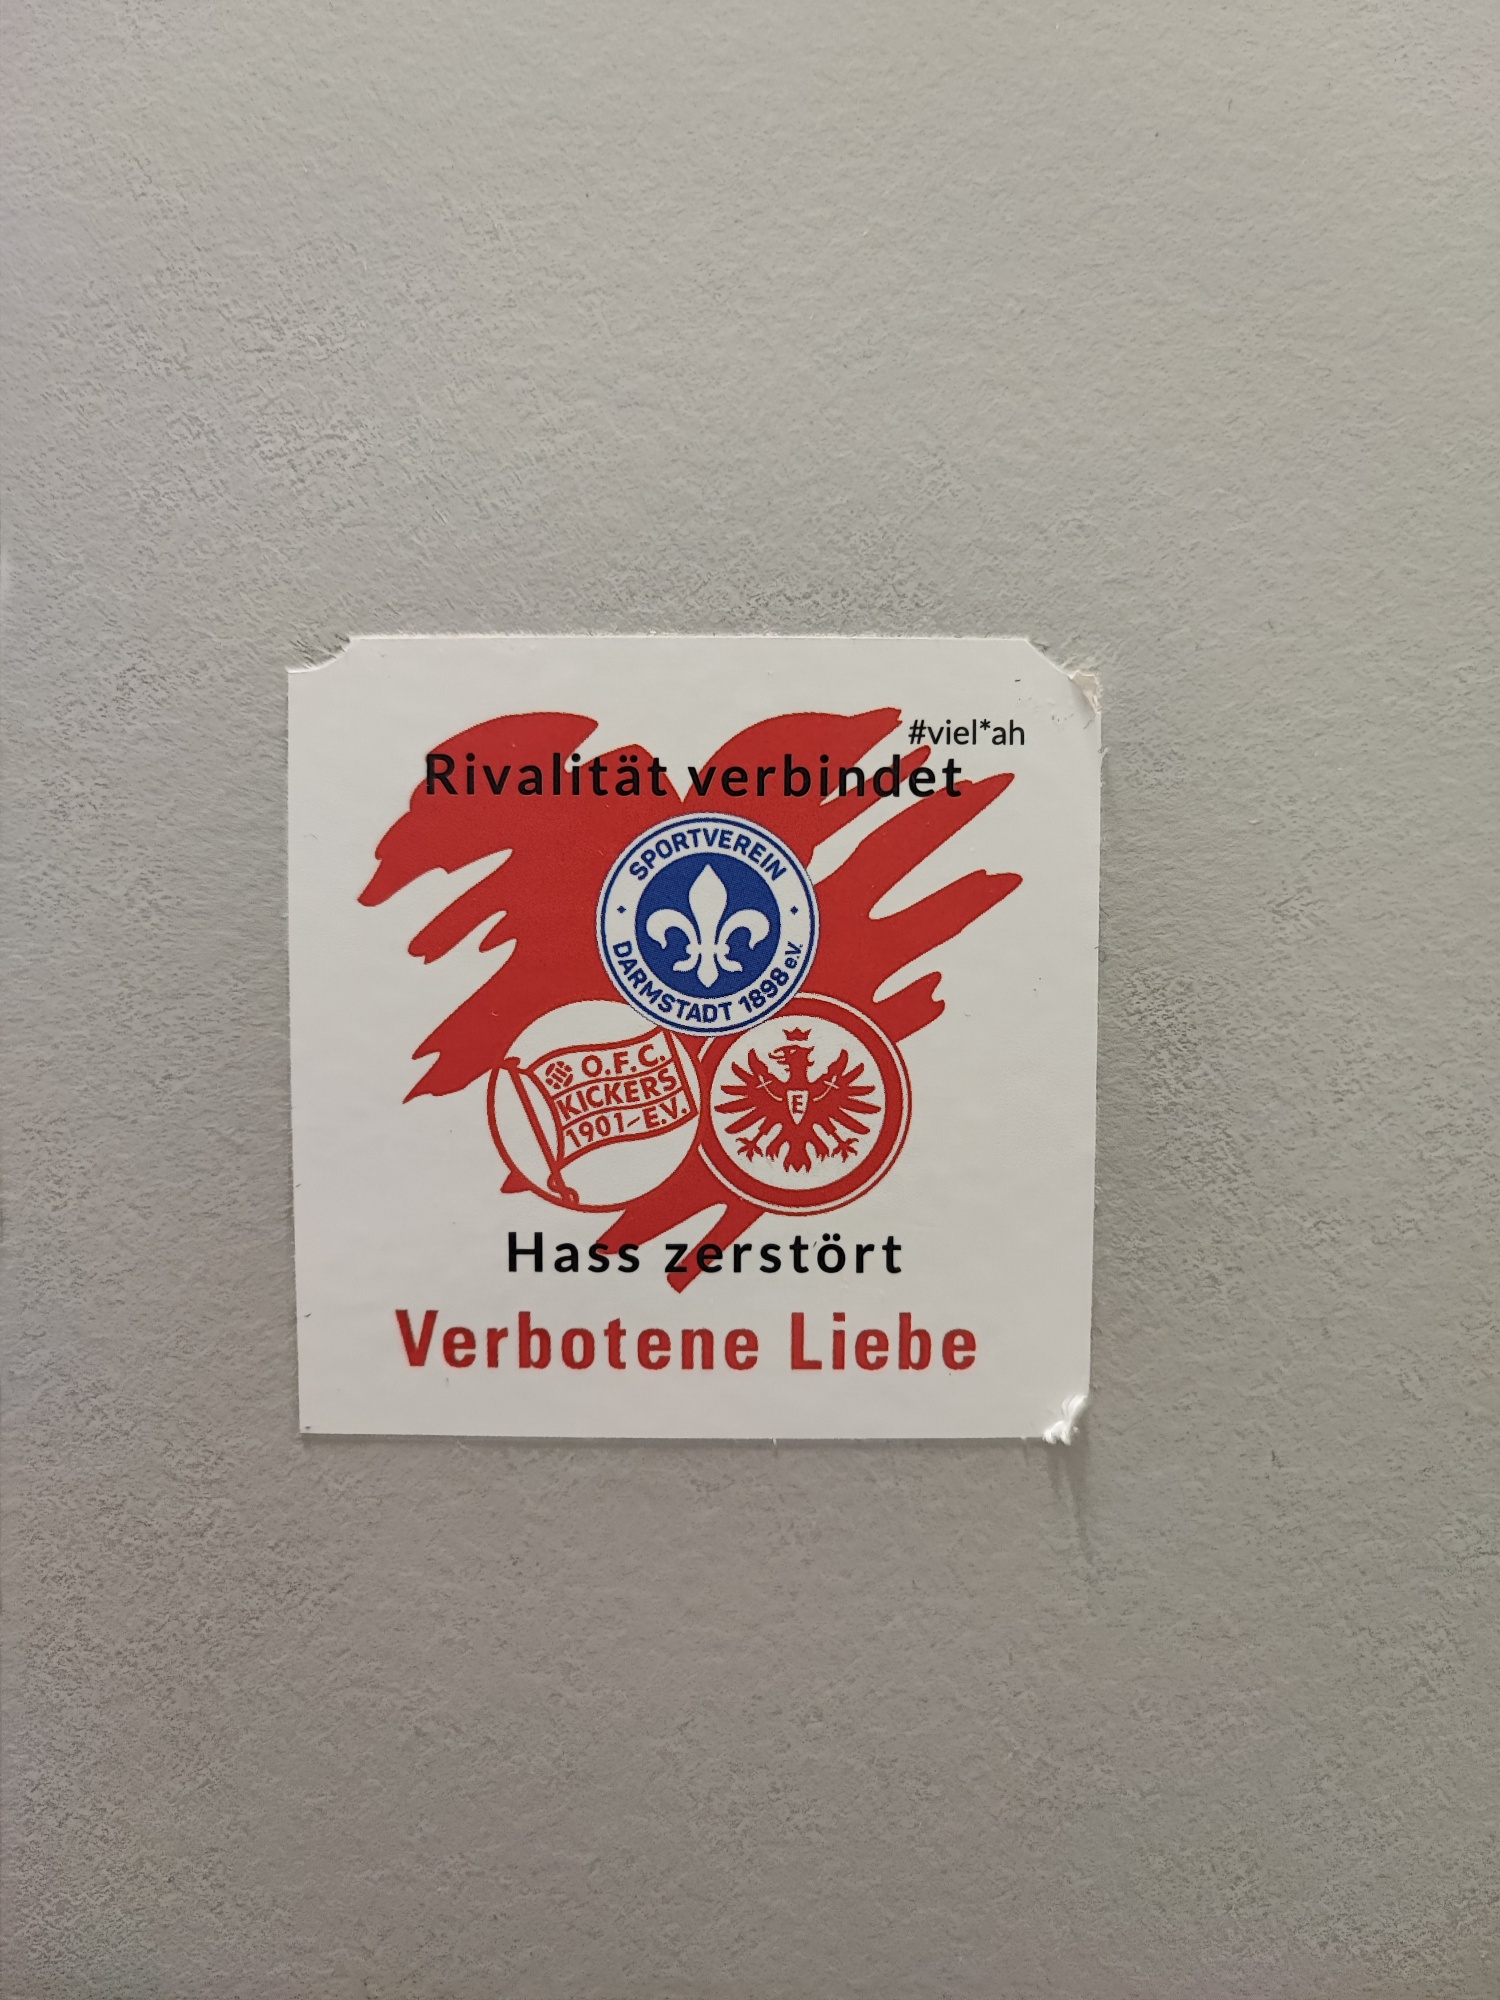 #viel*ah
Rivalität verbindet
SPORTVEREIN
DARMSTADT 1898 e.V.
O.F.C.
KICKERS
1901-E.V.
E
Hass zerstört
Verbotene Liebe